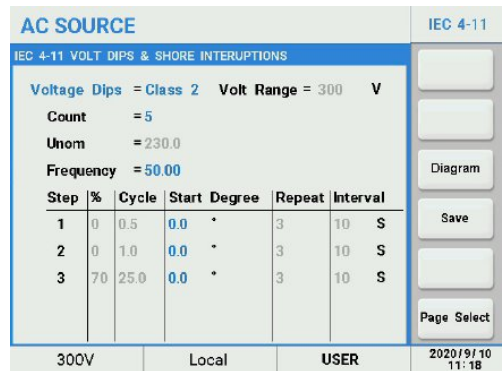 AC SOURCE
IEC 4-11
IEC 4-11 VOLT DIPS & SHORE INTERUPTIONS
Voltage Dips = Class 2 Volt Range = 300 V
Count = 5
Unom = 230.0
Frequency = 50.00
Step % Cycle Start Degree Repeat Interval
1 0 0.5 0.0 ° 3 10 S
2 0 1.0 0.0 ° 3 10 S
3 70 25.0 0.0 ° 3 10 S
Diagram
Save
Page Select
300V Local USER 2020/9/10
11:18